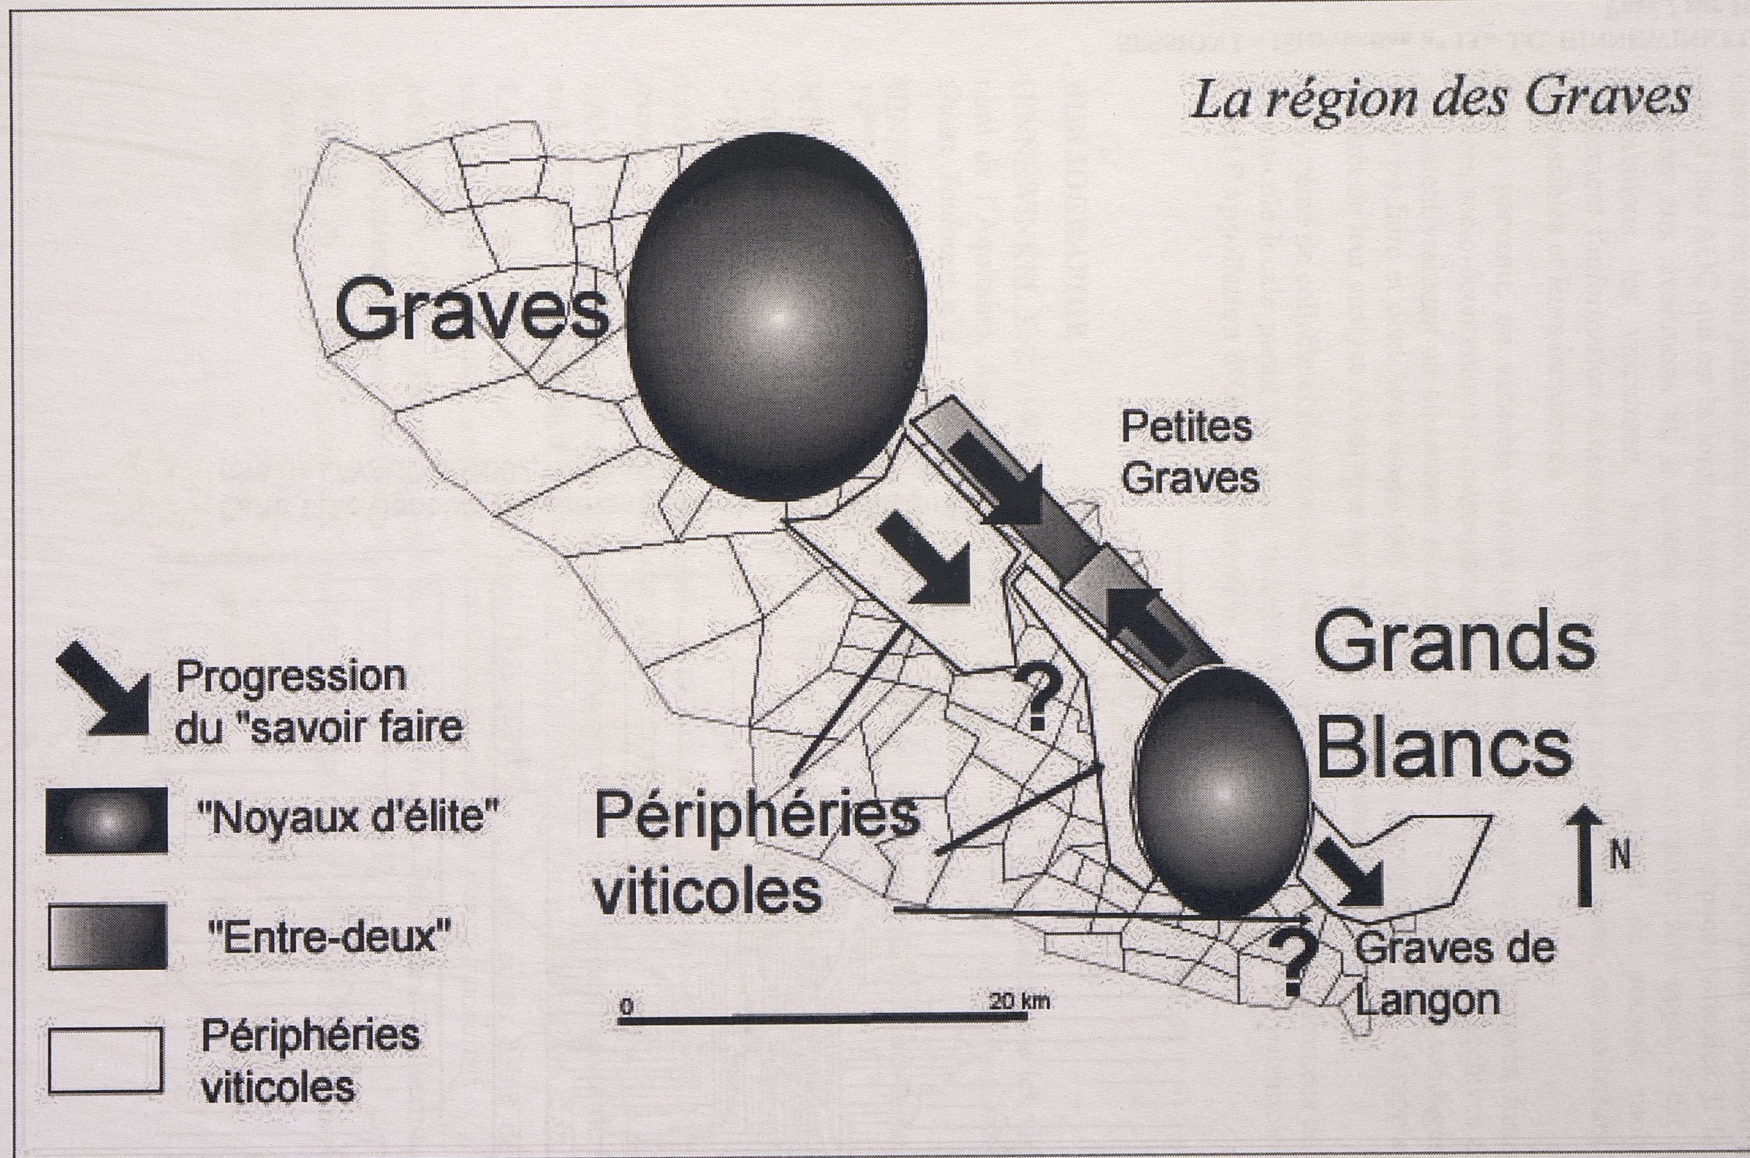 La région des Graves
Graves
Petites
Graves
Grands
Blancs
Progression
du "savoir faire
"Noyaux d'élite"
"Entre-deux"
Périphéries
viticoles
?
Périphéries
viticoles
?
Graves de
Langon
N
0 20 km